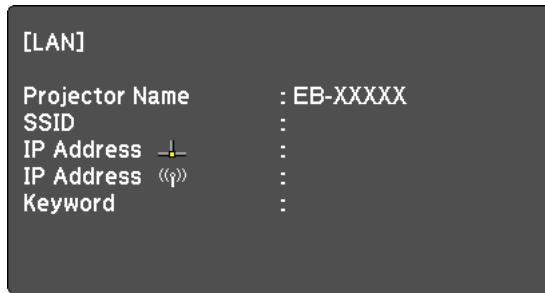 [LAN]
Projector Name : EB-XXXXX
SSID :
IP Address :
IP Address :
Keyword :